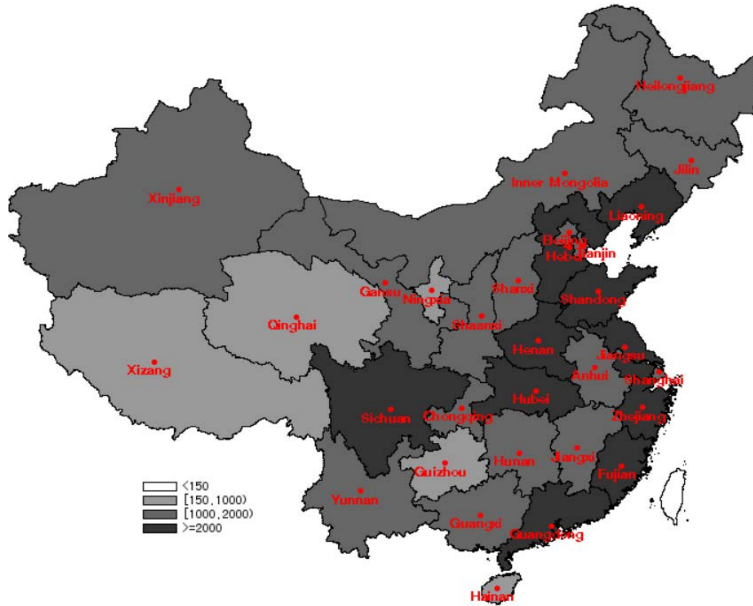 Heilongjiang
Jilin
Inner Mongolia
Xinjiang
Liaoning
Beijing
Tianjin
Hebei
Gansu
Ningxia
Shanxi
Shandong
Qinghai
Shaanxi
Henan
Jiangsu
Xizang
Anhui
Shanghai
Hubei
Sichuan
Chongqing
Zhejiang
Hunan
Jiangxi
Guizhou
Fujian
<150
[150,1000)
[1000,2000)
>=2000
Yunnan
Guangxi
Guangdong
Hainan